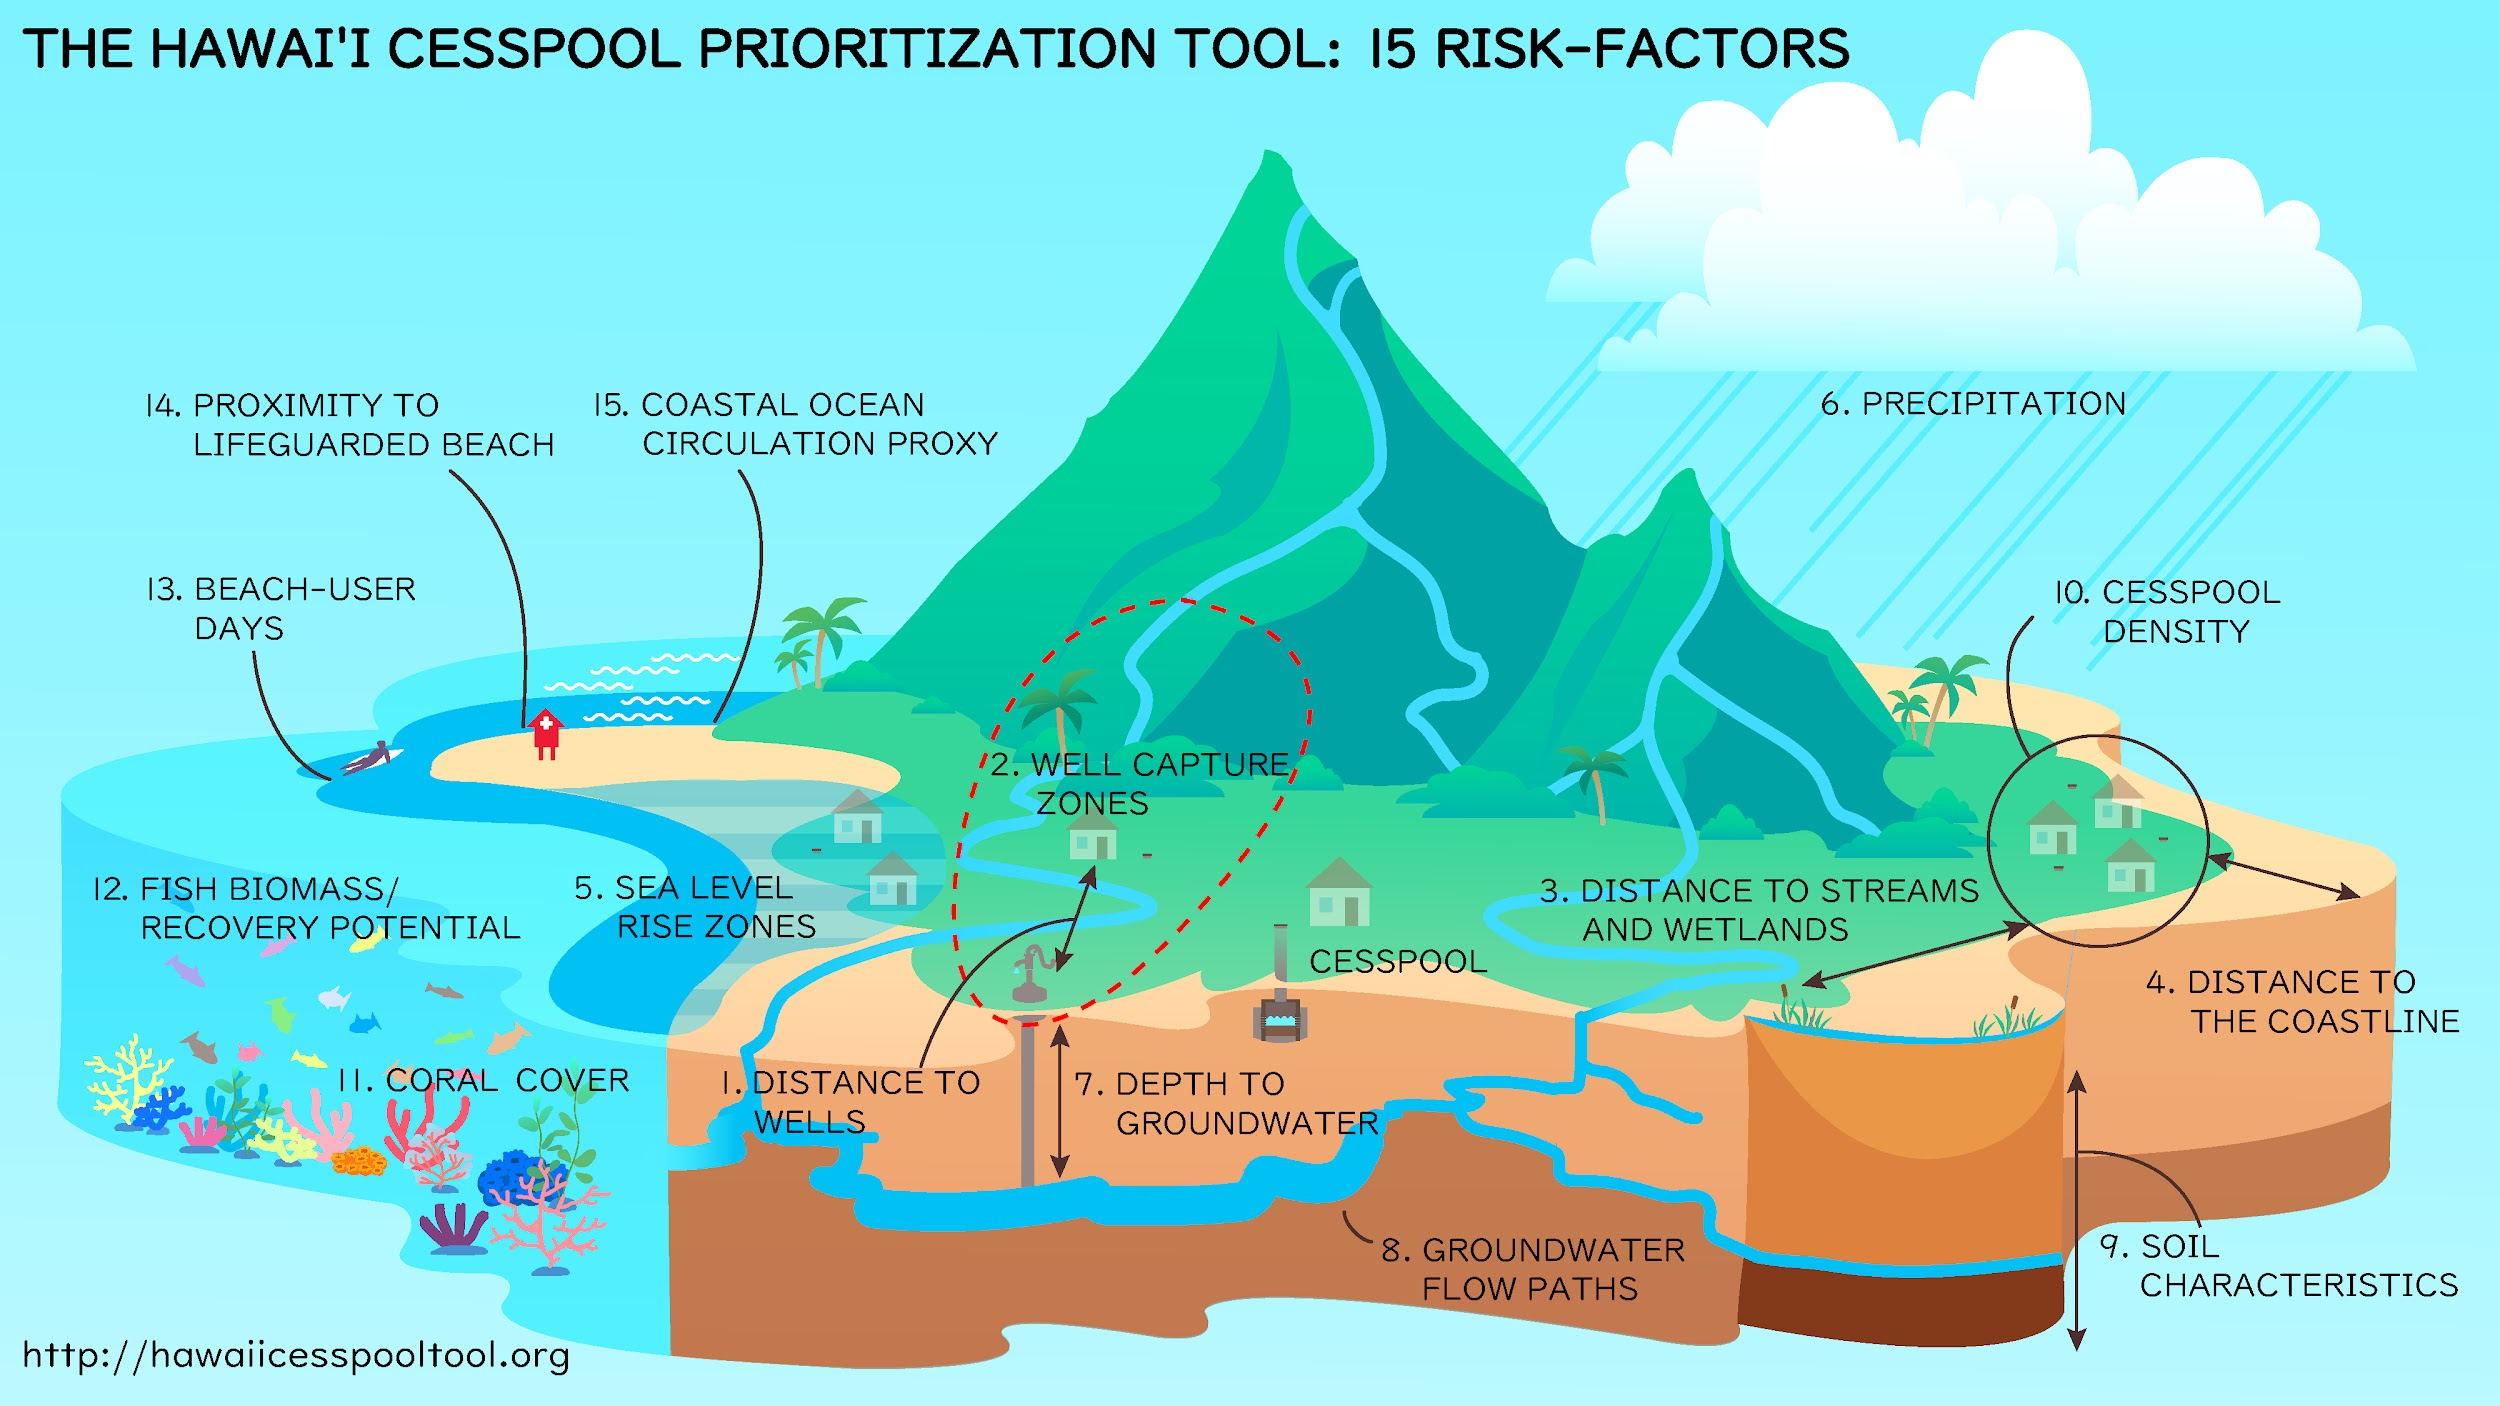 THE HAWAI'I CESSPOOL PRIORITIZATION TOOL: 15 RISK-FACTORS
14. PROXIMITY TO
LIFEGUARDED BEACH
15. COASTAL OCEAN
CIRCULATION PROXY
6. PRECIPITATION
13. BEACH-USER
DAYS
10. CESSPOOL
DENSITY
2. WELL CAPTURE
ZONES
12. FISH BIOMASS/
RECOVERY POTENTIAL
5. SEA LEVEL
RISE ZONES
CESSPOOL
3. DISTANCE TO STREAMS
AND WETLANDS
4. DISTANCE TO
THE COASTLINE
11. CORAL COVER
1. DISTANCE TO
WELLS
7. DEPTH TO
GROUNDWATER
8. GROUNDWATER
FLOW PATHS
9. SOIL
CHARACTERISTICS
http://hawaiicesspooltool.org